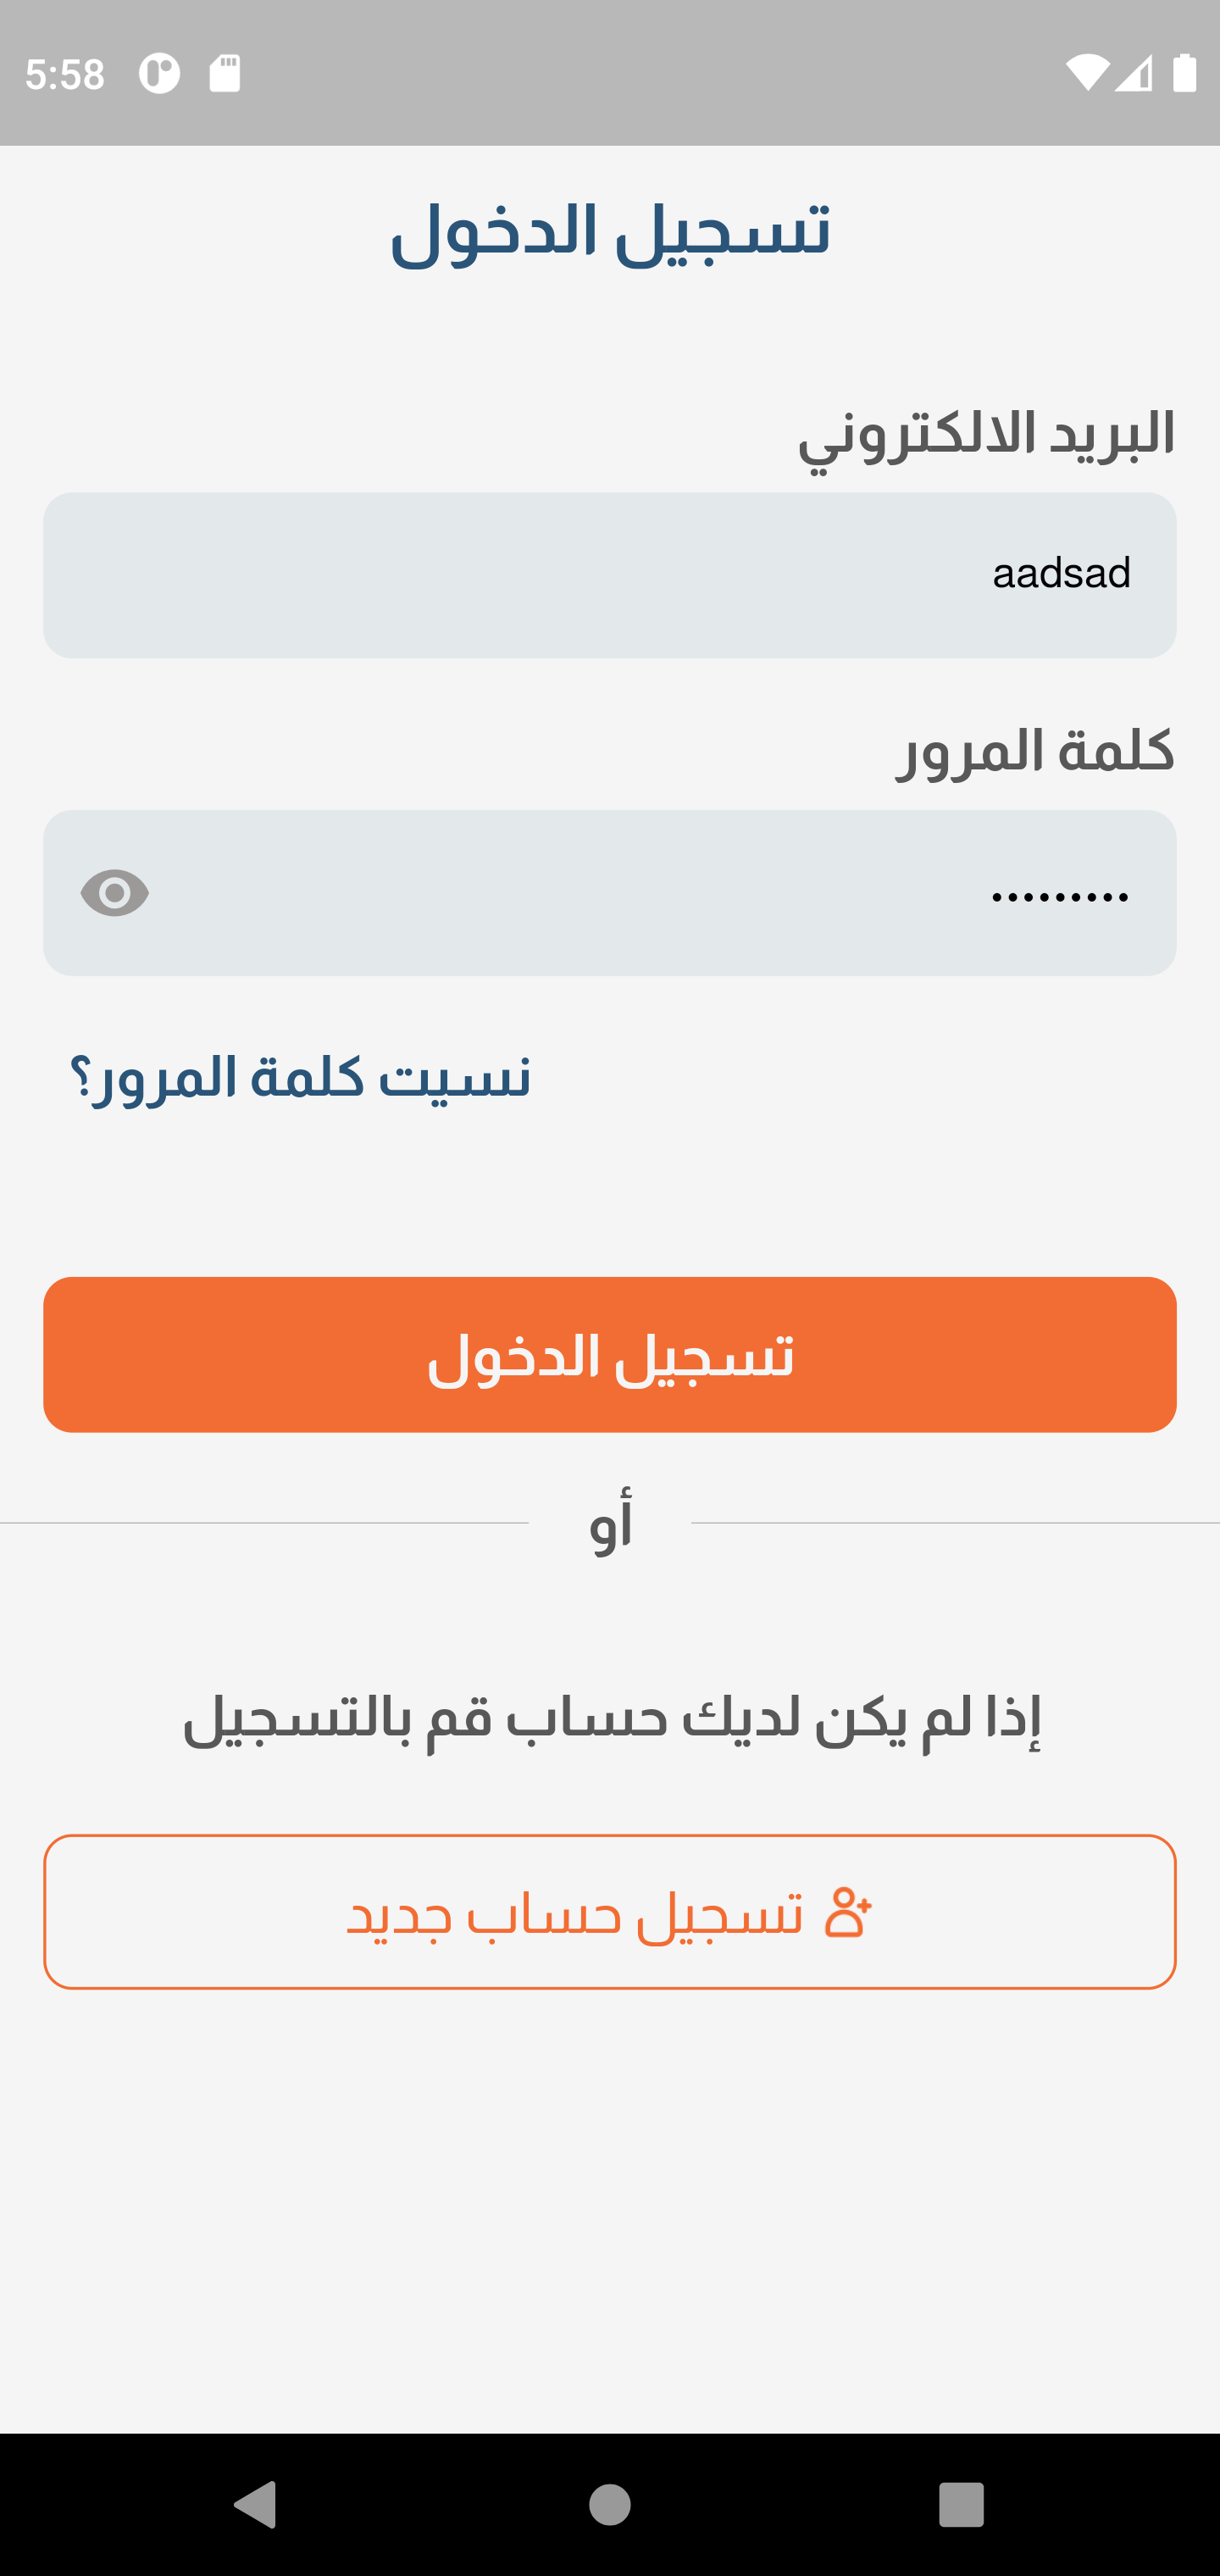 5:58
تسجيل الدخول
البريد الالكتروني
aadsad
كلمة المرور
•••••••••
نسيت كلمة المرور؟
تسجيل الدخول
أو
إذا لم يكن لديك حساب قم بالتسجيل
تسجيل حساب جديد